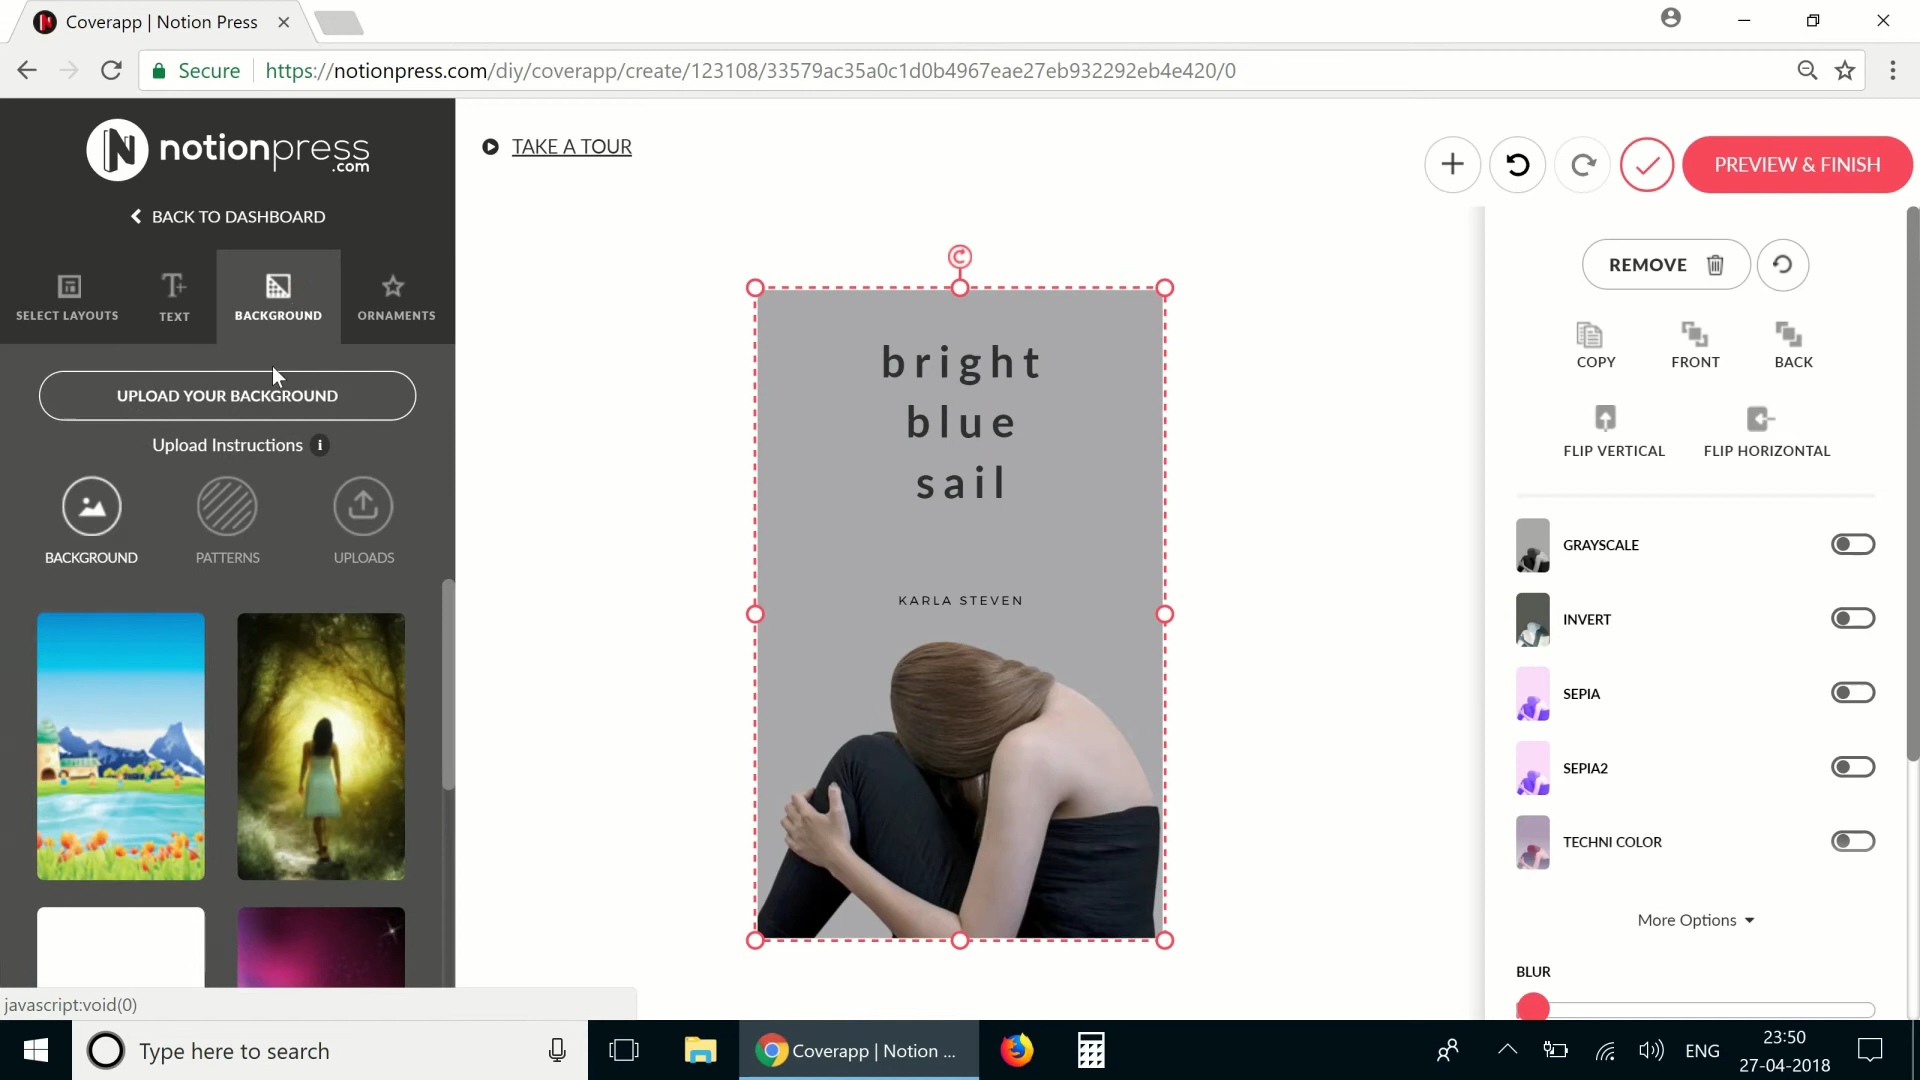 Coverapp | Notion Press
Secure
https://notionpress.com/diy/coverapp/create/123108/33579ac35a0c1d0b4967eae27eb932292eb4e420/0
notionpress
.com
BACK TO DASHBOARD
SELECT LAYOUTS
TEXT
BACKGROUND
ORNAMENTS
UPLOAD YOUR BACKGROUND
Upload Instructions
BACKGROUND
PATTERNS
UPLOADS
javascript:void(0)
TAKE A TOUR
PREVIEW & FINISH
bright
blue
sail
KARLA STEVEN
REMOVE
COPY
FRONT
BACK
FLIP VERTICAL
FLIP HORIZONTAL
GRAYSCALE
INVERT
SEPIA
SEPIA2
TECHNI COLOR
More Options
BLUR
Type here to search
Coverapp | Notion ...
ENG
23:50
27-04-2018